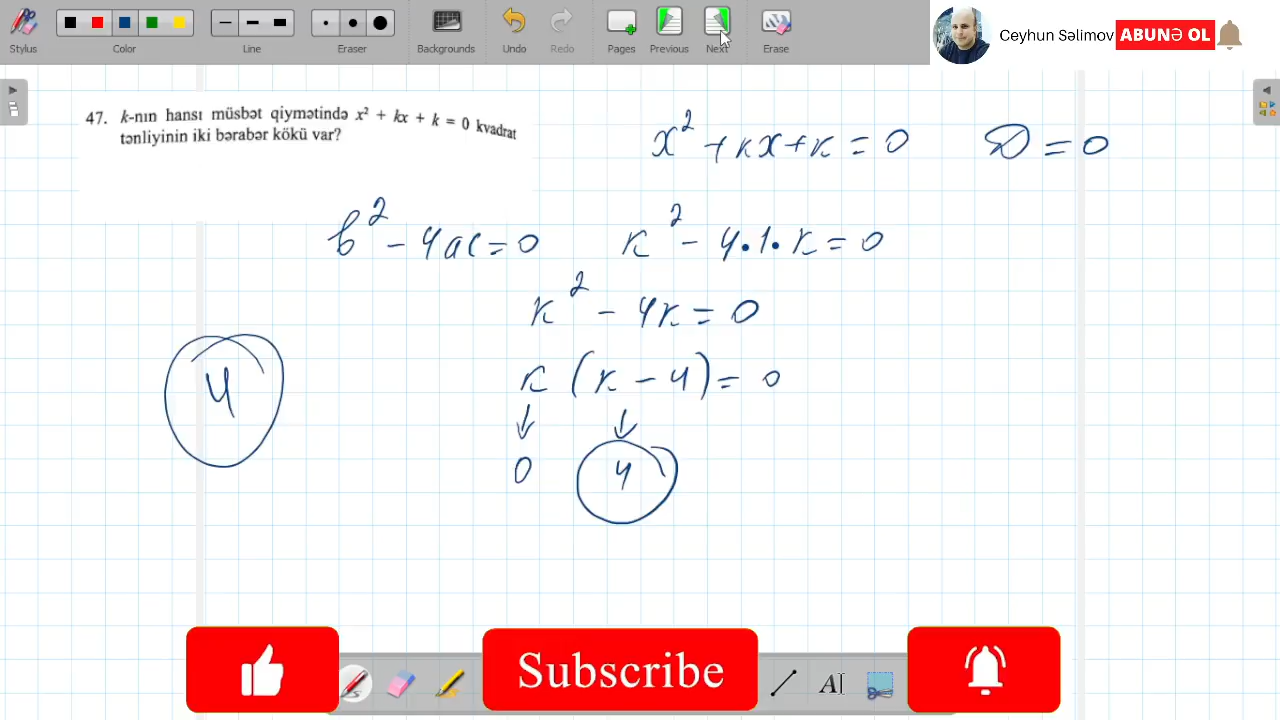 Stylus
Color
Line
Eraser
Backgrounds
Undo
Redo
Pages
Previous
Next
Erase
Ceyhun Səlimov ABUNƏ OL
47. k-nın hansı müsbət qiymətində x² + kx + k = 0 kvadrat
tənliyinin iki bərabər kökü var?
x² + kx + k = 0 D = 0
b² - 4ac = 0 k² - 4 • 1 • k = 0
k² - 4k = 0
k (k - 4) = 0
↓ ↓
0 4
4
Subscribe
AI